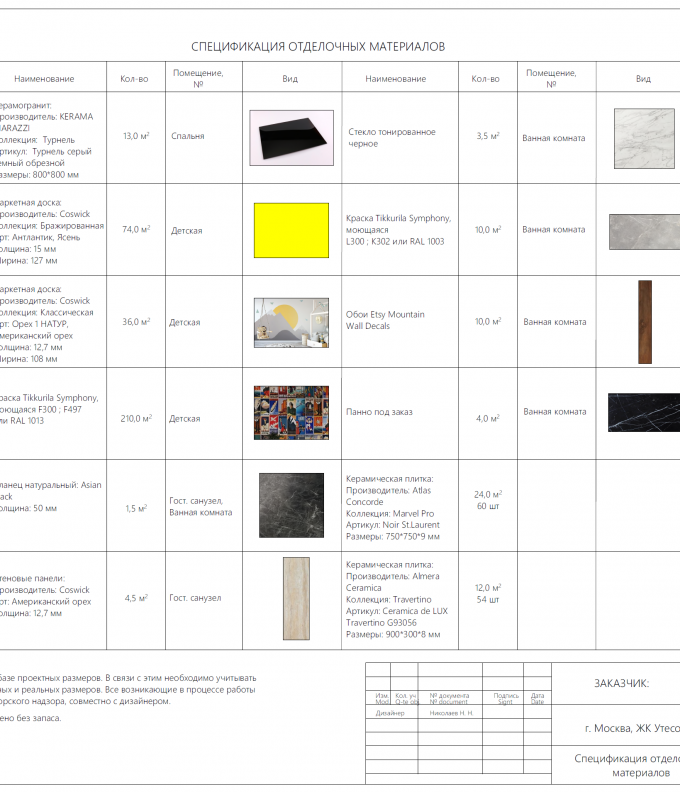 СПЕЦИФИКАЦИЯ ОТДЕЛОЧНЫХ МАТЕРИАЛОВ
Наименование
Кол-во
Помещение,
№
Вид
Наименование
Кол-во
Помещение,
№
Вид
ерамогранит:
роизводитель: KERAMA
MARAZZI
оллекция: Турнель
ртикул: Турнель серый
емный обрезной
азмеры: 800*800 мм
13,0 м²
Спальня
Стекло тонированное
черное
3,5 м²
Ванная комната
аркетная доска:
роизводитель: Coswick
оллекция: Бражированная
рт: Антлантик, Ясень
олщина: 15 мм
ирина: 127 мм
74,0 м²
Детская
Краска Tikkurila Symphony,
моющаяся
L300 ; K302 или RAL 1003
10,0 м²
Ванная комната
аркетная доска:
роизводитель: Coswick
оллекция: Классическая
рт: Орех 1 НАТУР,
мериканский орех
олщина: 12,7 мм
ирина: 108 мм
36,0 м²
Детская
Обои Etsy Mountain
Wall Decals
10,0 м²
Ванная комната
раска Tikkurila Symphony,
оющаяся F300 ; F497
ли RAL 1013
210,0 м²
Детская
Панно под заказ
4,0 м²
Ванная комната
ланец натуральный: Asian
ack
олщина: 50 мм
1,5 м²
Гост. санузел,
Ванная комната
Керамическая плитка:
Производитель: Atlas
Concorde
Коллекция: Marvel Pro
Артикул: Noir St.Laurent
Размеры: 750*750*9 мм
24,0 м²
60 шт
теновые панели:
роизводитель: Coswick
рт: Американский орех
олщина: 12,7 мм
4,5 м²
Гост. санузел
Керамическая плитка:
Производитель: Almera
Ceramica
Коллекция: Travertino
Артикул: Ceramica de LUX
Travertino G93056
Размеры: 900*300*8 мм
12,0 м²
54 шт
базе проектных размеров. В связи с этим необходимо учитывать
ных и реальных размеров. Все возникающие в процессе работы
орского надзора, совместно с дизайнером.
ено без запаса.
Изм. Кол. уч № документа Подпись Дата
Mod. Q-te ob. № document Signt Date
Дизайнер Николаев Н. Н.
ЗАКАЗЧИК:
г. Москва, ЖК Утесо
Спецификация отдело
материалов